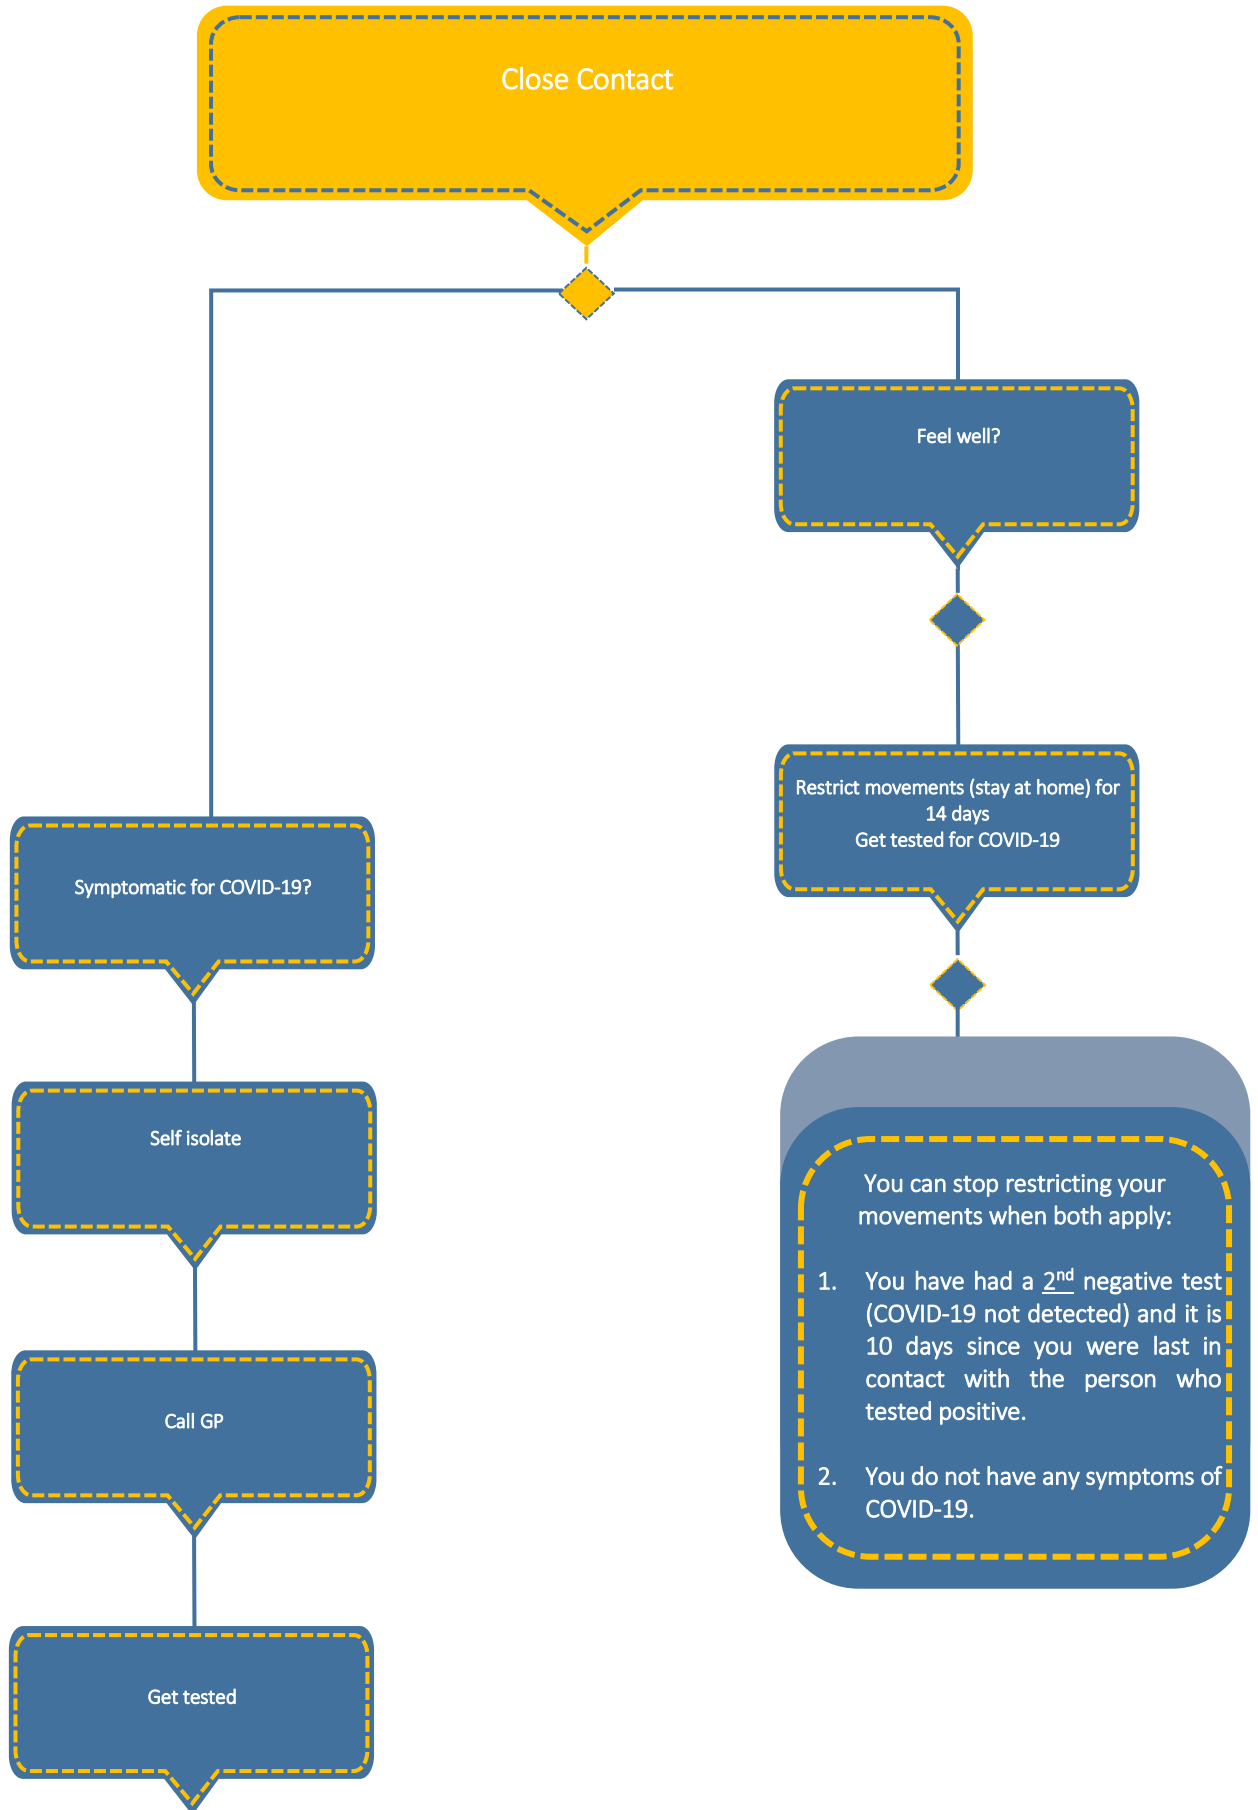 Close Contact
Feel well?
Restrict movements (stay at home) for
14 days
Get tested for COVID-19
Symptomatic for COVID-19?
Self isolate
Call GP
Get tested
You can stop restricting your
movements when both apply:
1. You have had a 2nd negative test
(COVID-19 not detected) and it is
10 days since you were last in
contact with the person who
tested positive.
2. You do not have any symptoms of
COVID-19.